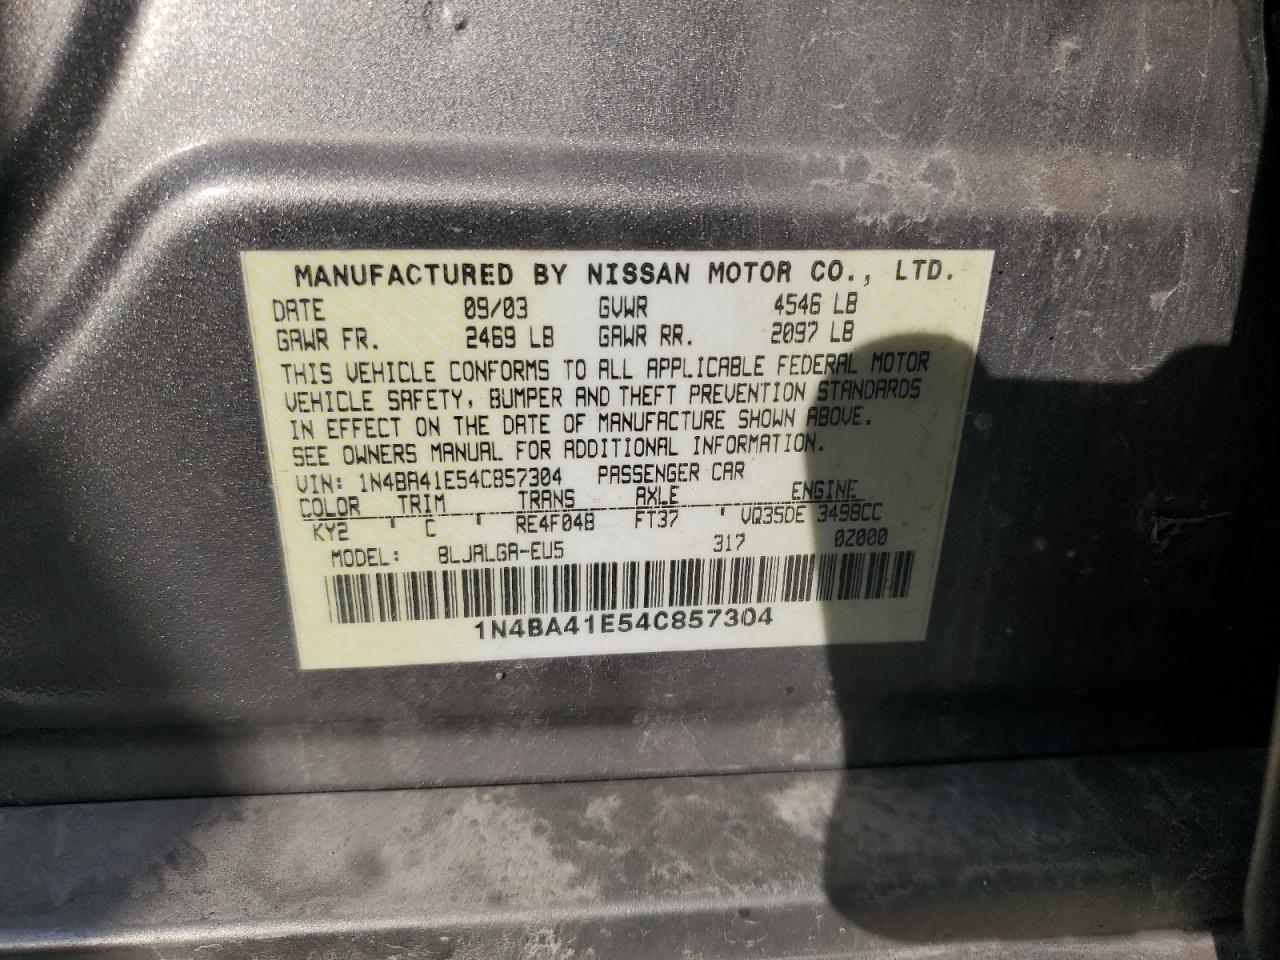 MANUFACTURED BY NISSAN MOTOR CO., LTD.
DATE 09/03 GVWR 4546 LB
GAWR FR. 2469 LB GAWR RR. 2097 LB
THIS VEHICLE CONFORMS TO ALL APPLICABLE FEDERAL MOTOR
VEHICLE SAFETY, BUMPER AND THEFT PREVENTION STANDARDS
IN EFFECT ON THE DATE OF MANUFACTURE SHOWN ABOVE.
SEE OWNERS MANUAL FOR ADDITIONAL INFORMATION.
VIN: 1N4BA41E54C857304 PASSENGER CAR
COLOR TRIM TRANS AXLE ENGINE
KY2 ' C ' RE4F04B FT37 ' VQ35DE 3498CC
MODEL: BLJALGA-EU5 317 0Z000
1N4BA41E54C857304